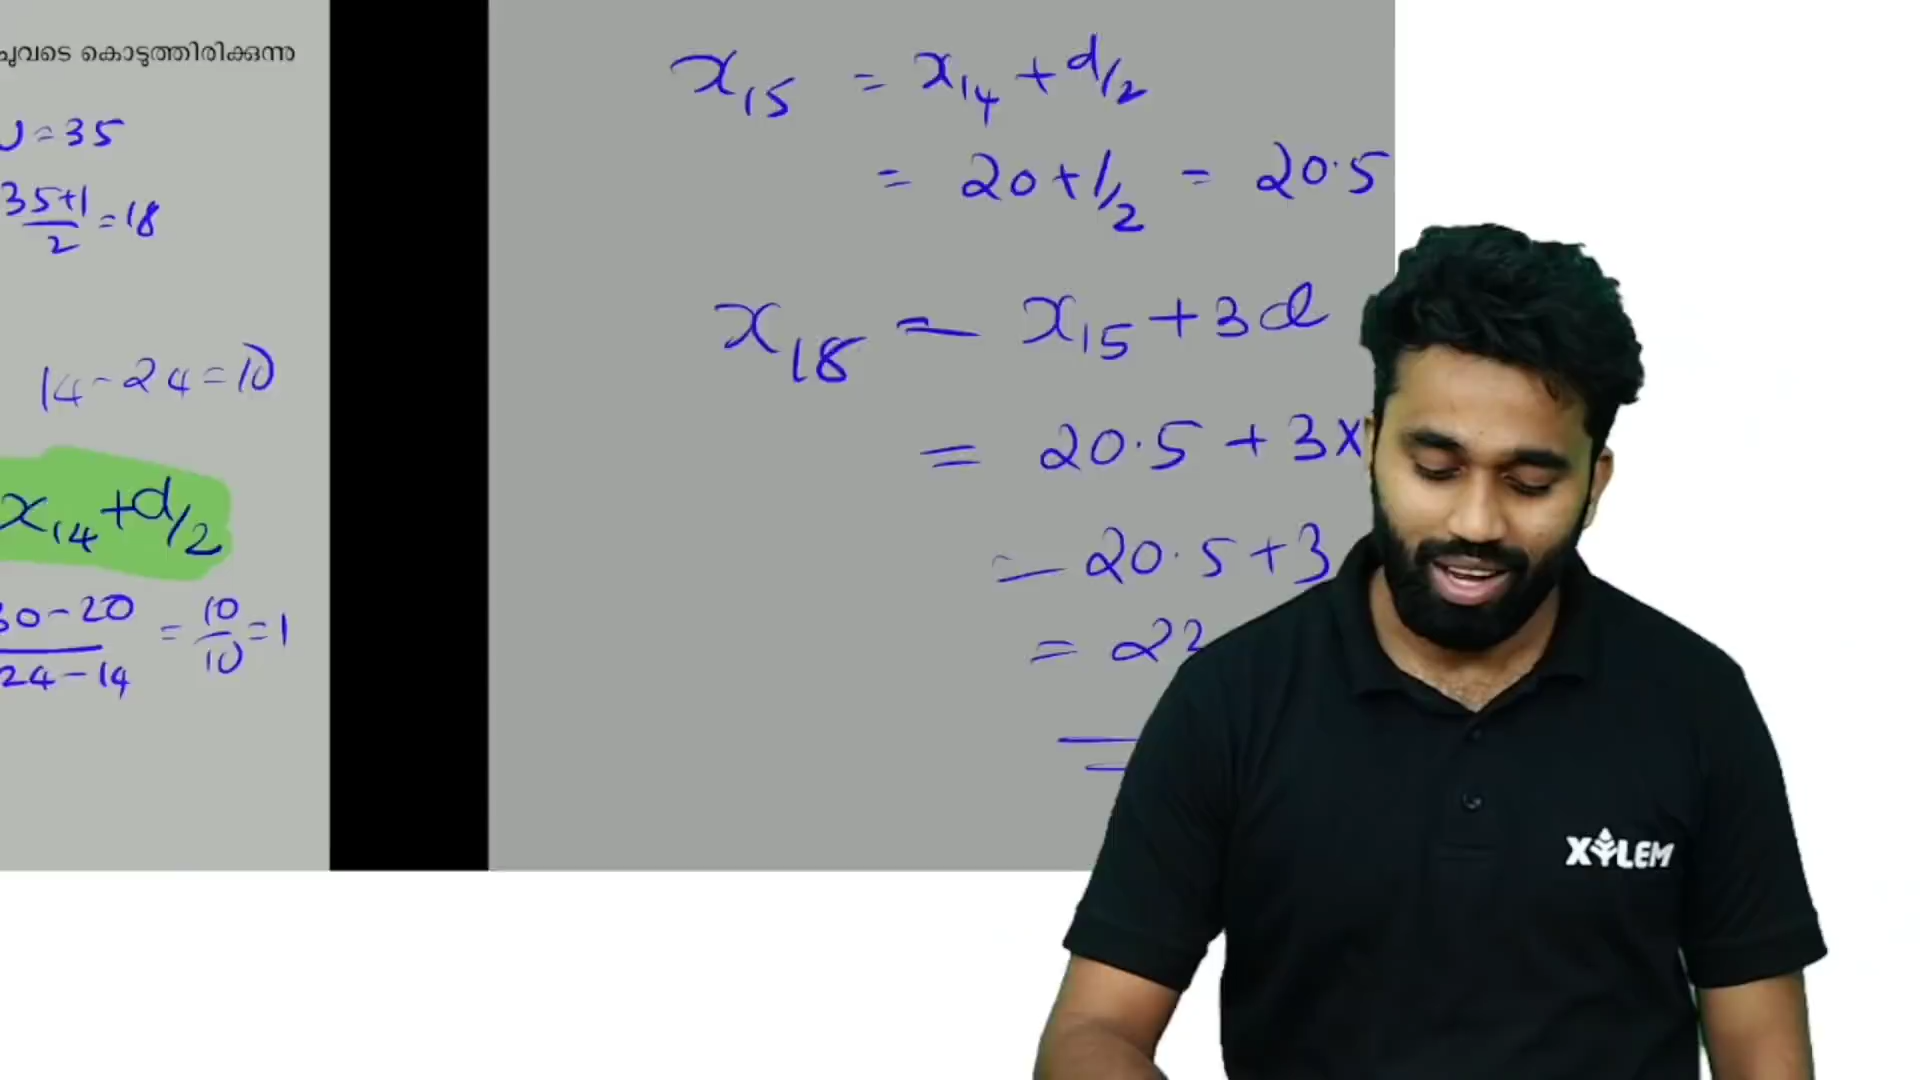 ചുവടെ കൊടുത്തിരിക്കുന്നു
=35
35+1/2 =18
14-24=10
x₁₄+d/2
30-20/24-14 = 10/10 =1
x₁₅ = x₁₄ + d/2
= 20+1/2 = 20.5
x₁₈ = x₁₅ + 3d
= 20.5 + 3x
= 20.5+3
= 23
XYLEM